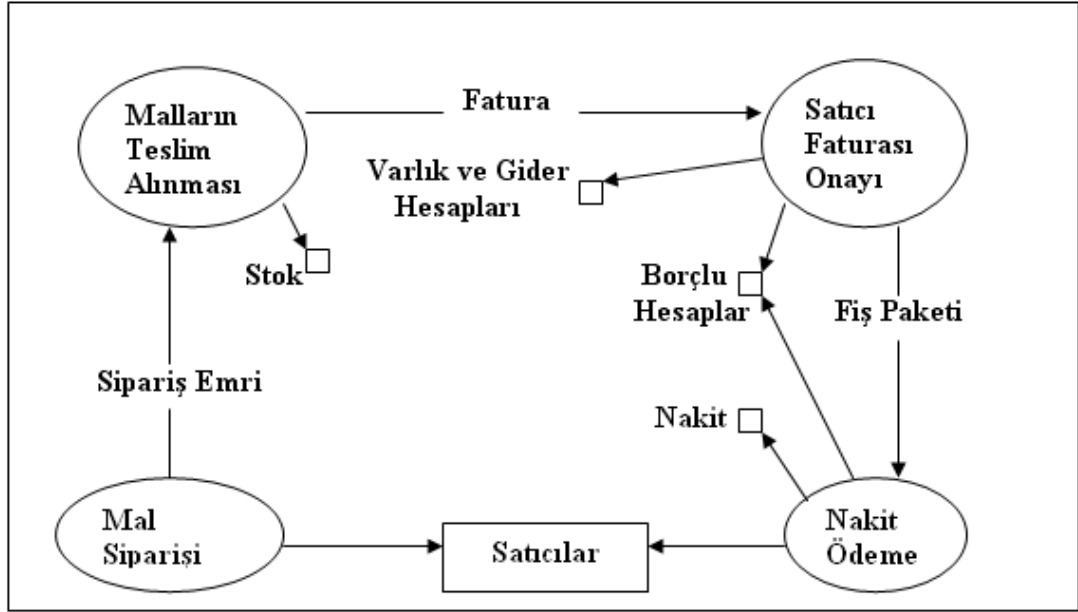 Malların
Teslim
Alınması
Fatura
Satıcı
Faturası
Onayı
Varlık ve Gider
Hesapları
Stok
Borçlu
Hesaplar
Fiş Paketi
Sipariş Emri
Nakit
Mal
Siparişi
Satıcılar
Nakit
Ödeme